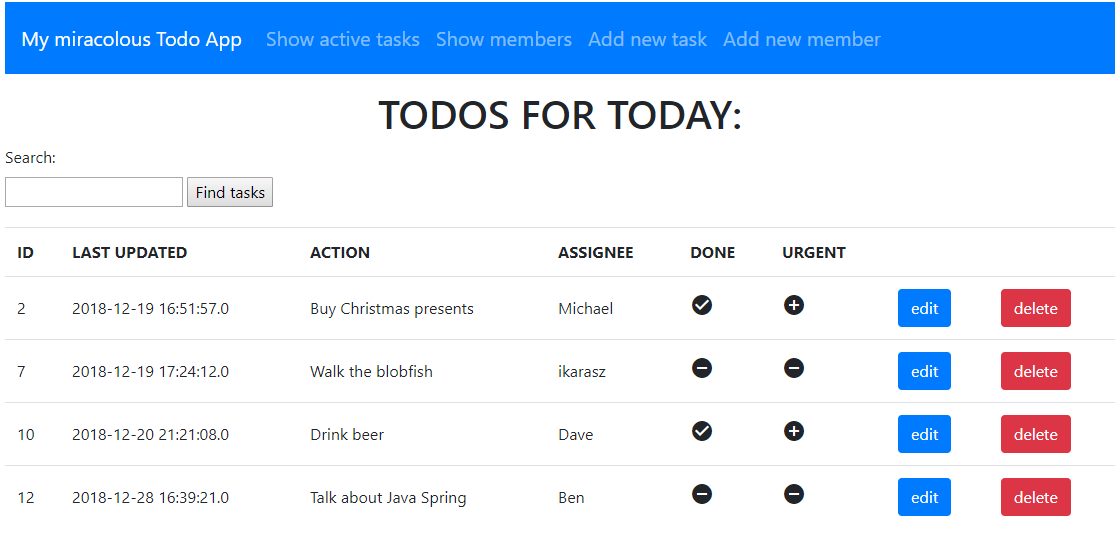 My miracolous Todo App Show active tasks Show members Add new task Add new member
TODOS FOR TODAY:
Search:
Find tasks
ID LAST UPDATED ACTION ASSIGNEE DONE URGENT
2 2018-12-19 16:51:57.0 Buy Christmas presents Michael edit delete
7 2018-12-19 17:24:12.0 Walk the blobfish ikarasz edit delete
10 2018-12-20 21:21:08.0 Drink beer Dave edit delete
12 2018-12-28 16:39:21.0 Talk about Java Spring Ben edit delete